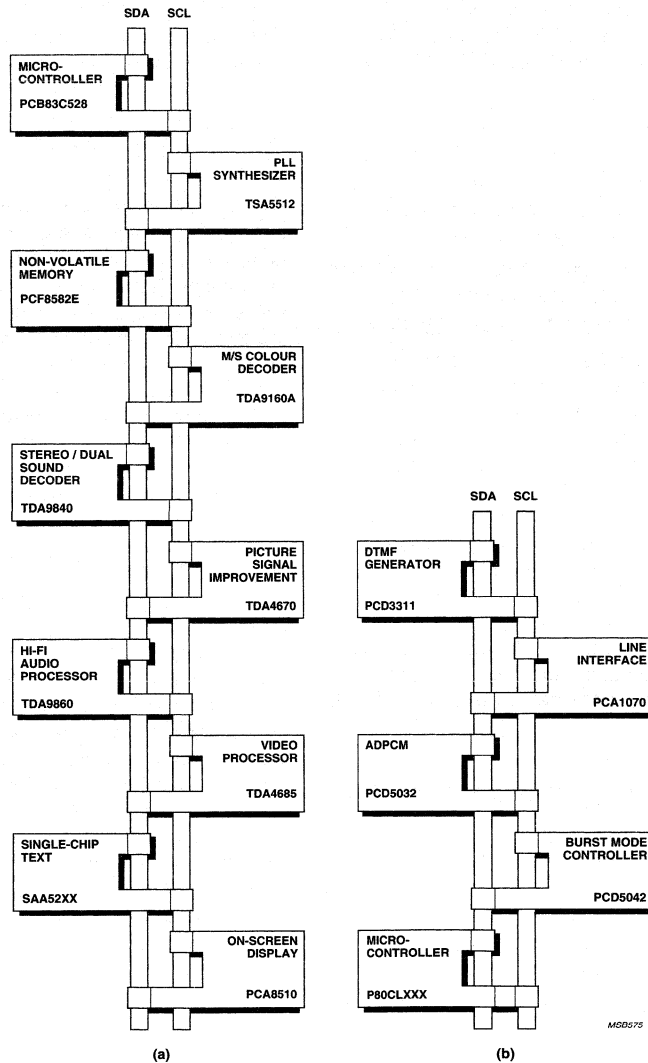 SDA SCL
MICRO-
CONTROLLER
PCB83C528
PLL
SYNTHESIZER
TSA5512
NON-VOLATILE
MEMORY
PCF8582E
M/S COLOUR
DECODER
TDA9160A
STEREO / DUAL
SOUND
DECODER
TDA9840
PICTURE
SIGNAL
IMPROVEMENT
TDA4670
HI-FI
AUDIO
PROCESSOR
TDA9860
VIDEO
PROCESSOR
TDA4685
SINGLE-CHIP
TEXT
SAA52XX
ON-SCREEN
DISPLAY
PCA8510
(a)
SDA SCL
DTMF
GENERATOR
PCD3311
LINE
INTERFACE
PCA1070
ADPCM
PCD5032
BURST MODE
CONTROLLER
PCD5042
MICRO-
CONTROLLER
P80CLXXX
MSB575
(b)